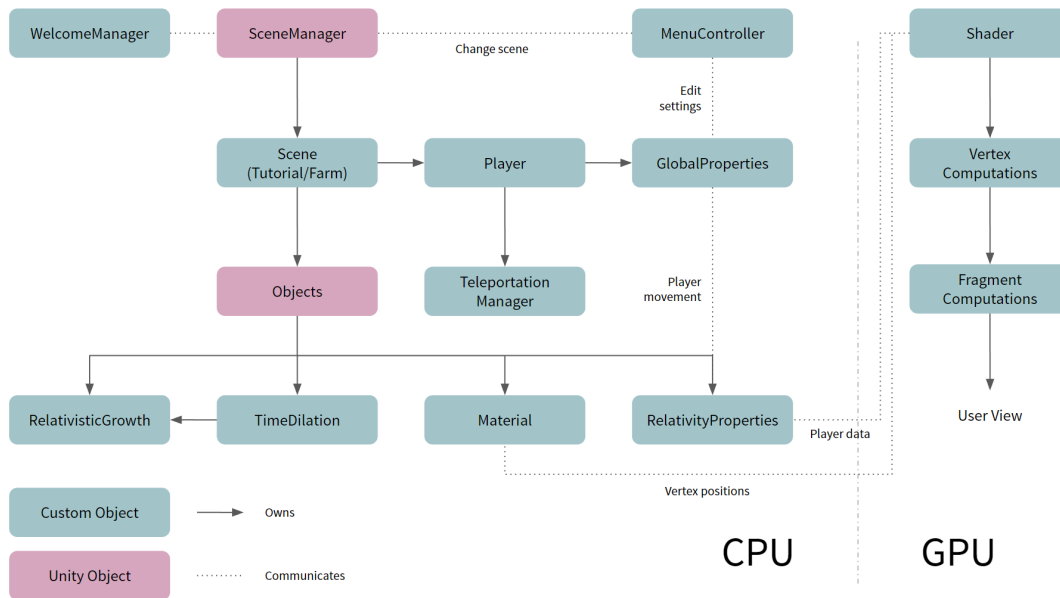 WelcomeManager
SceneManager
Change scene
MenuController
Shader
Edit
settings
Scene
(Tutorial/Farm)
Player
GlobalProperties
Vertex
Computations
Objects
Teleportation
Manager
Player
movement
Fragment
Computations
RelativisticGrowth
TimeDilation
Material
RelativityProperties
Player data
User View
Vertex positions
Custom Object
Owns
CPU
GPU
Unity Object
Communicates